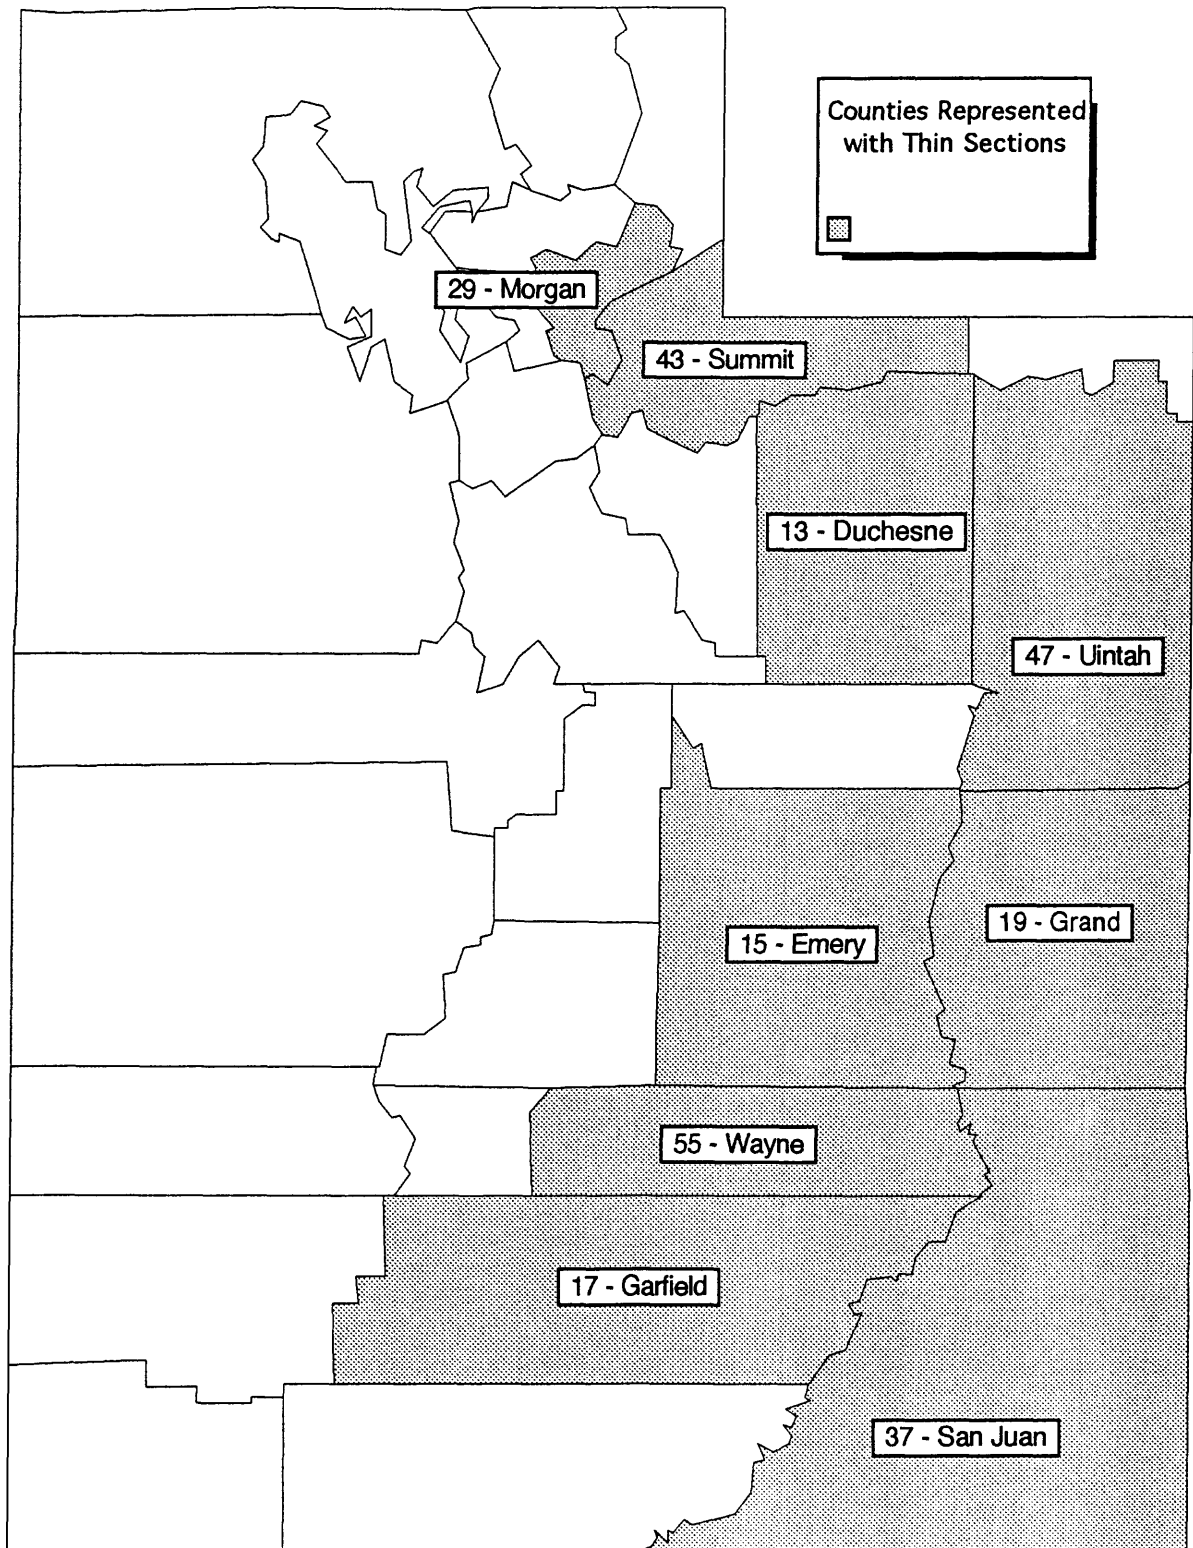 Counties Represented
with Thin Sections
29 - Morgan
43 - Summit
13 - Duchesne
47 - Uintah
19 - Grand
15 - Emery
55 - Wayne
17 - Garfield
37 - San Juan